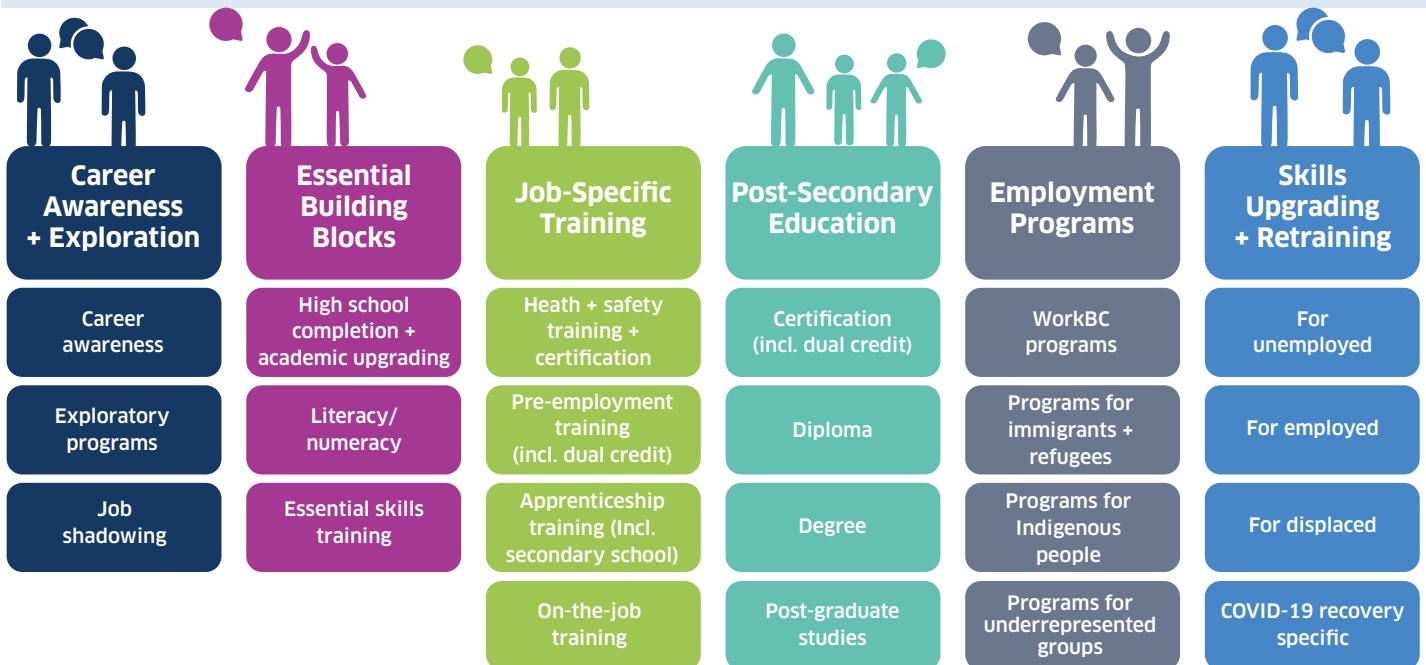 Career
Awareness
+ Exploration
Career
awareness
Exploratory
programs
Job
shadowing
Essential
Building
Blocks
High school
completion +
academic upgrading
Literacy/
numeracy
Essential skills
training
Job-Specific
Training
Heath + safety
training +
certification
Pre-employment
training
(incl. dual credit)
Apprenticeship
training (Incl.
secondary school)
On-the-job
training
Post-Secondary
Education
Certification
(incl. dual credit)
Diploma
Degree
Post-graduate
studies
Employment
Programs
WorkBC
programs
Programs for
immigrants +
refugees
Programs for
Indigenous
people
Programs for
underrepresented
groups
Skills
Upgrading
+ Retraining
For
unemployed
For employed
For displaced
COVID-19 recovery
specific